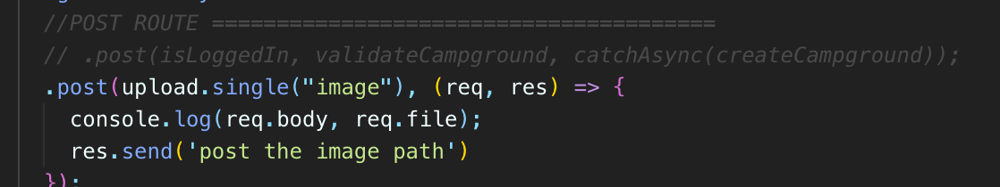 //POST ROUTE =======================================
// .post(isLoggedIn, validateCampground, catchAsync(createCampground));
.post(upload.single("image"), (req, res) => {
console.log(req.body, req.file);
res.send('post the image path')
});